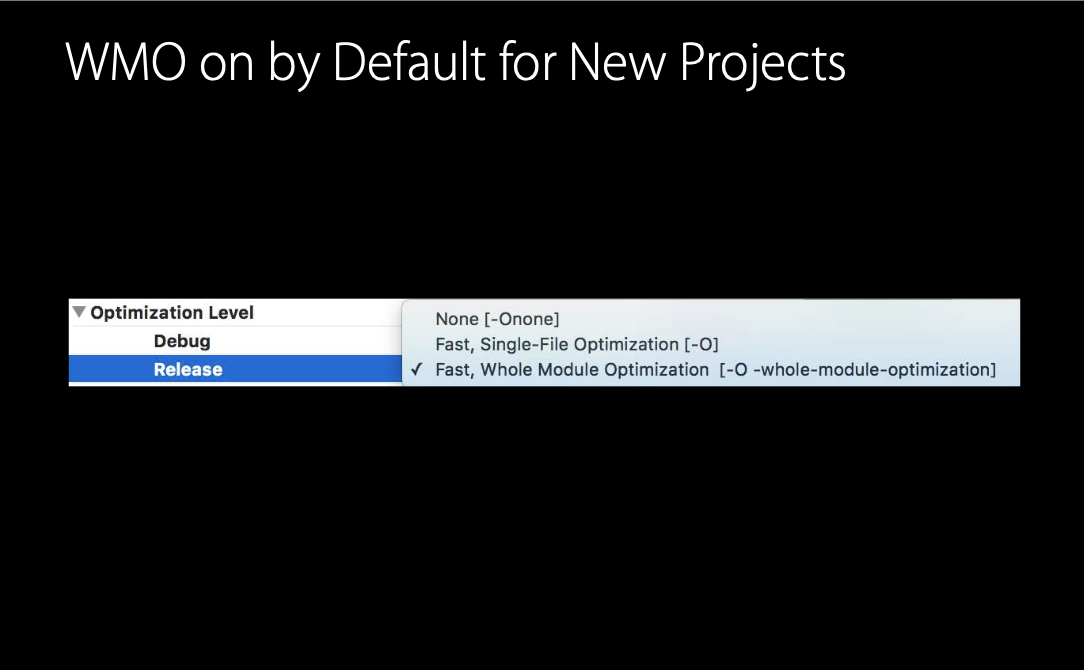 WMO on by Default for New Projects
Optimization Level
Debug
Release
None [-Onone]
Fast, Single-File Optimization [-O]
✓ Fast, Whole Module Optimization [-O -whole-module-optimization]